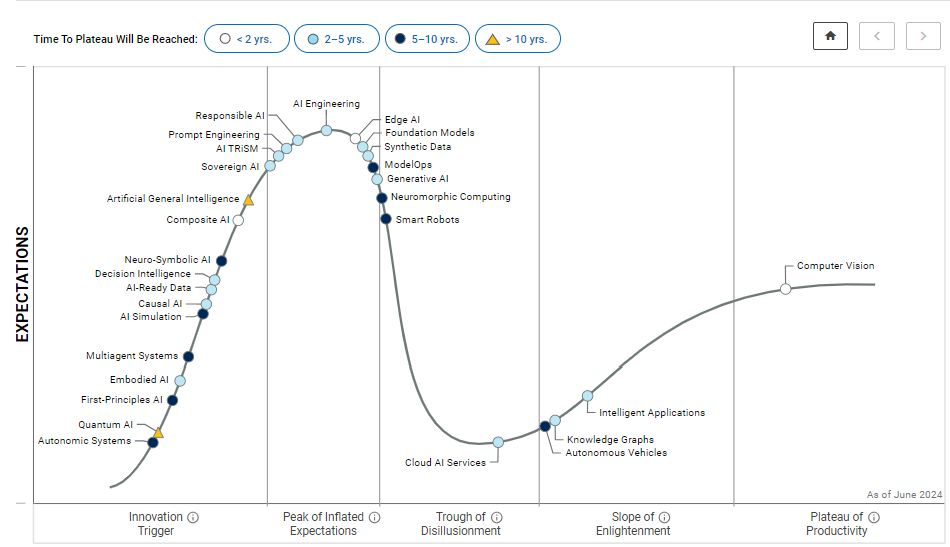 Time To Plateau Will Be Reached: < 2 yrs. 2–5 yrs. 5–10 yrs. > 10 yrs.
EXPECTATIONS
AI Engineering
Responsible AI
Edge AI
Prompt Engineering
Foundation Models
AI TRiSM
Synthetic Data
Sovereign AI
ModelOps
Generative AI
Artificial General Intelligence
Neuromorphic Computing
Composite AI
Smart Robots
Neuro-Symbolic AI
Decision Intelligence
AI-Ready Data
Causal AI
AI Simulation
Multiagent Systems
Embodied AI
First-Principles AI
Quantum AI
Autonomic Systems
Computer Vision
Intelligent Applications
Knowledge Graphs
Autonomous Vehicles
Cloud AI Services
As of June 2024
Innovation
Trigger
Peak of Inflated
Expectations
Trough of
Disillusionment
Slope of
Enlightenment
Plateau of
Productivity